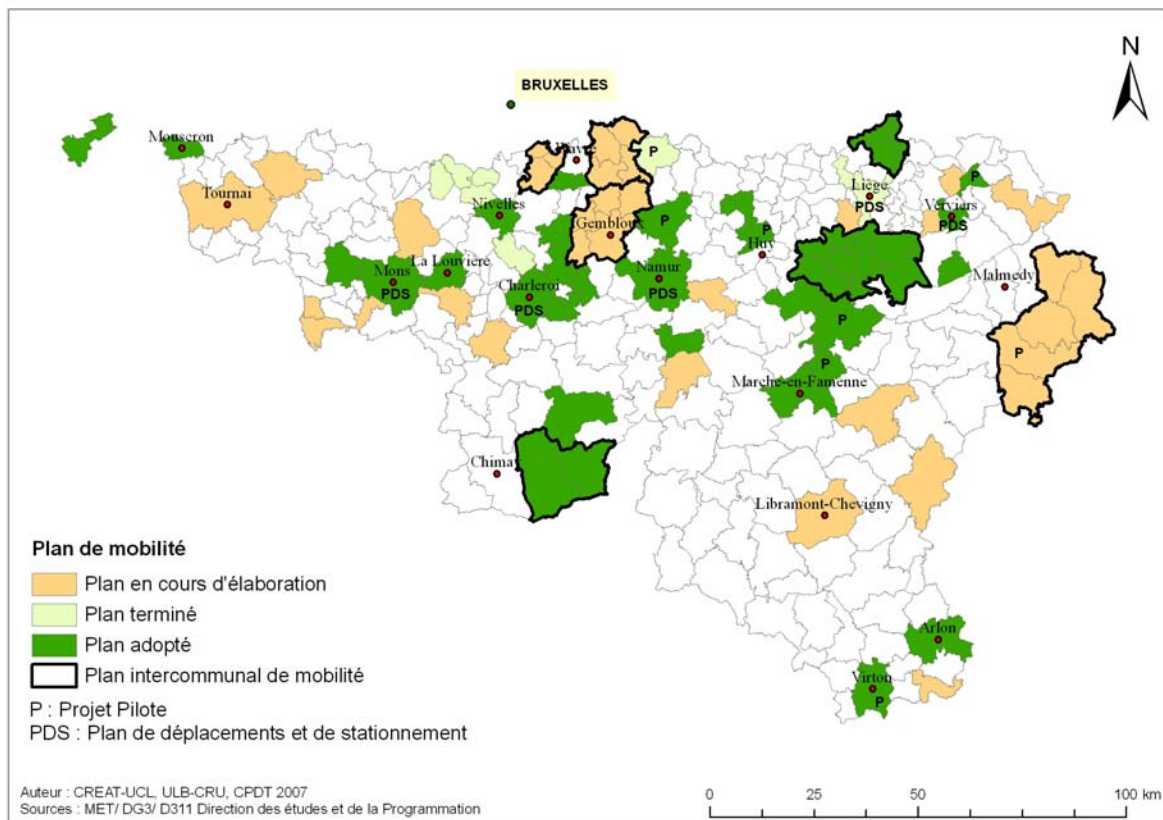 N
BRUXELLES
Mouscron
Wavre
P
Tournai
Nivelles
Liège
PDS
P
Verviers
PDS
Gembloux
P
P
Huy
La Louvière
Mons
PDS
Charleroi
PDS
Namur
PDS
Malmedy
P
P
P
Marche-en-Famenne
Chimay
Libramont-Chevigny
Arlon
Virton
P
Plan de mobilité
Plan en cours d'élaboration
Plan terminé
Plan adopté
Plan intercommunal de mobilité
P : Projet Pilote
PDS : Plan de déplacements et de stationnement
Auteur : CREAT-UCL, ULB-CRU, CPDT 2007
Sources : MET/ DG3/ D311 Direction des études et de la Programmation
0 25 50 100 km